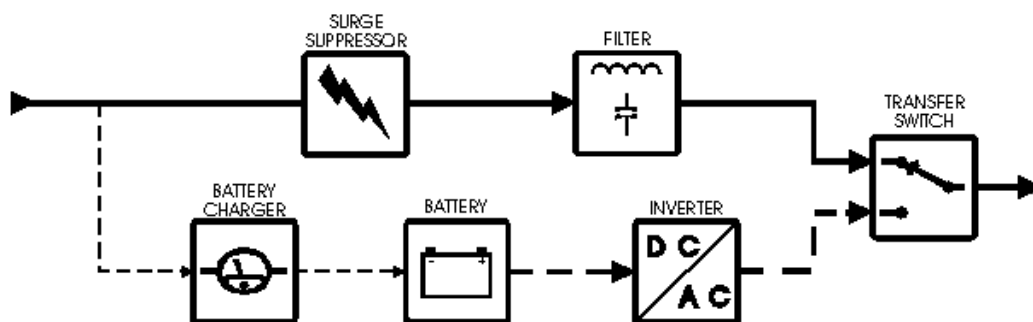 SURGE
SUPPRESSOR
FILTER
TRANSFER
SWITCH
BATTERY
CHARGER
BATTERY
INVERTER
D C
A C
- +